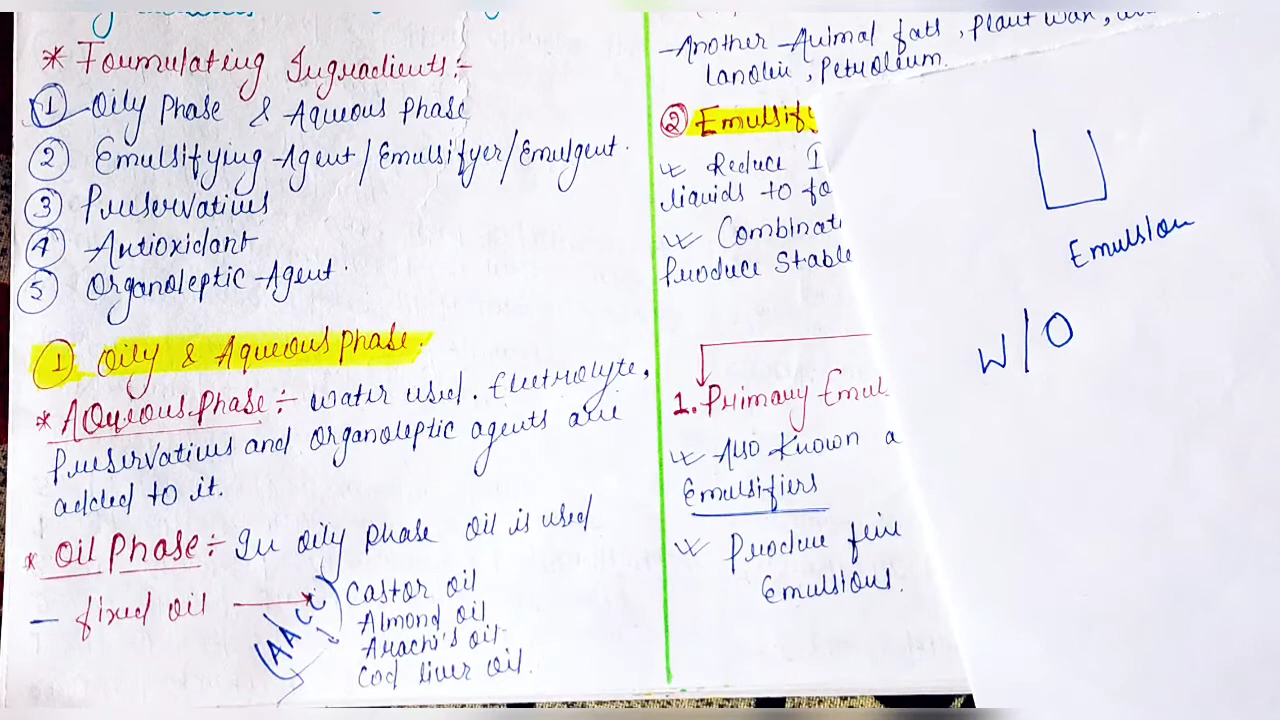 * Formulating Ingredients:-
① Oily Phase & Aqueous phase
② Emulsifying Agent/Emulsifyer/Emulgent.
③ Preservatives
④ Antioxidant
⑤ Organoleptic Agent.
① Oily & Aqueous phase.
* Aqueous phase:- water used. Electrolyte,
Preservatives and organoleptic agents are
added to it.
* Oil Phase:- In oily phase oil is used
- fixed oil → Castor oil
(AACC)
Almond oil
Arachi's oil
Cod liver oil.
- Another - Animal fats, Plant wax,
Lanolin, Petroleum.
② Emulsify
Reduce I
liquids to fo
Combinati
Produce stable
1. Primary Emul
Also Known a
Emulsifiers
Produce fine
Emulsions.
Emulsion
W/O